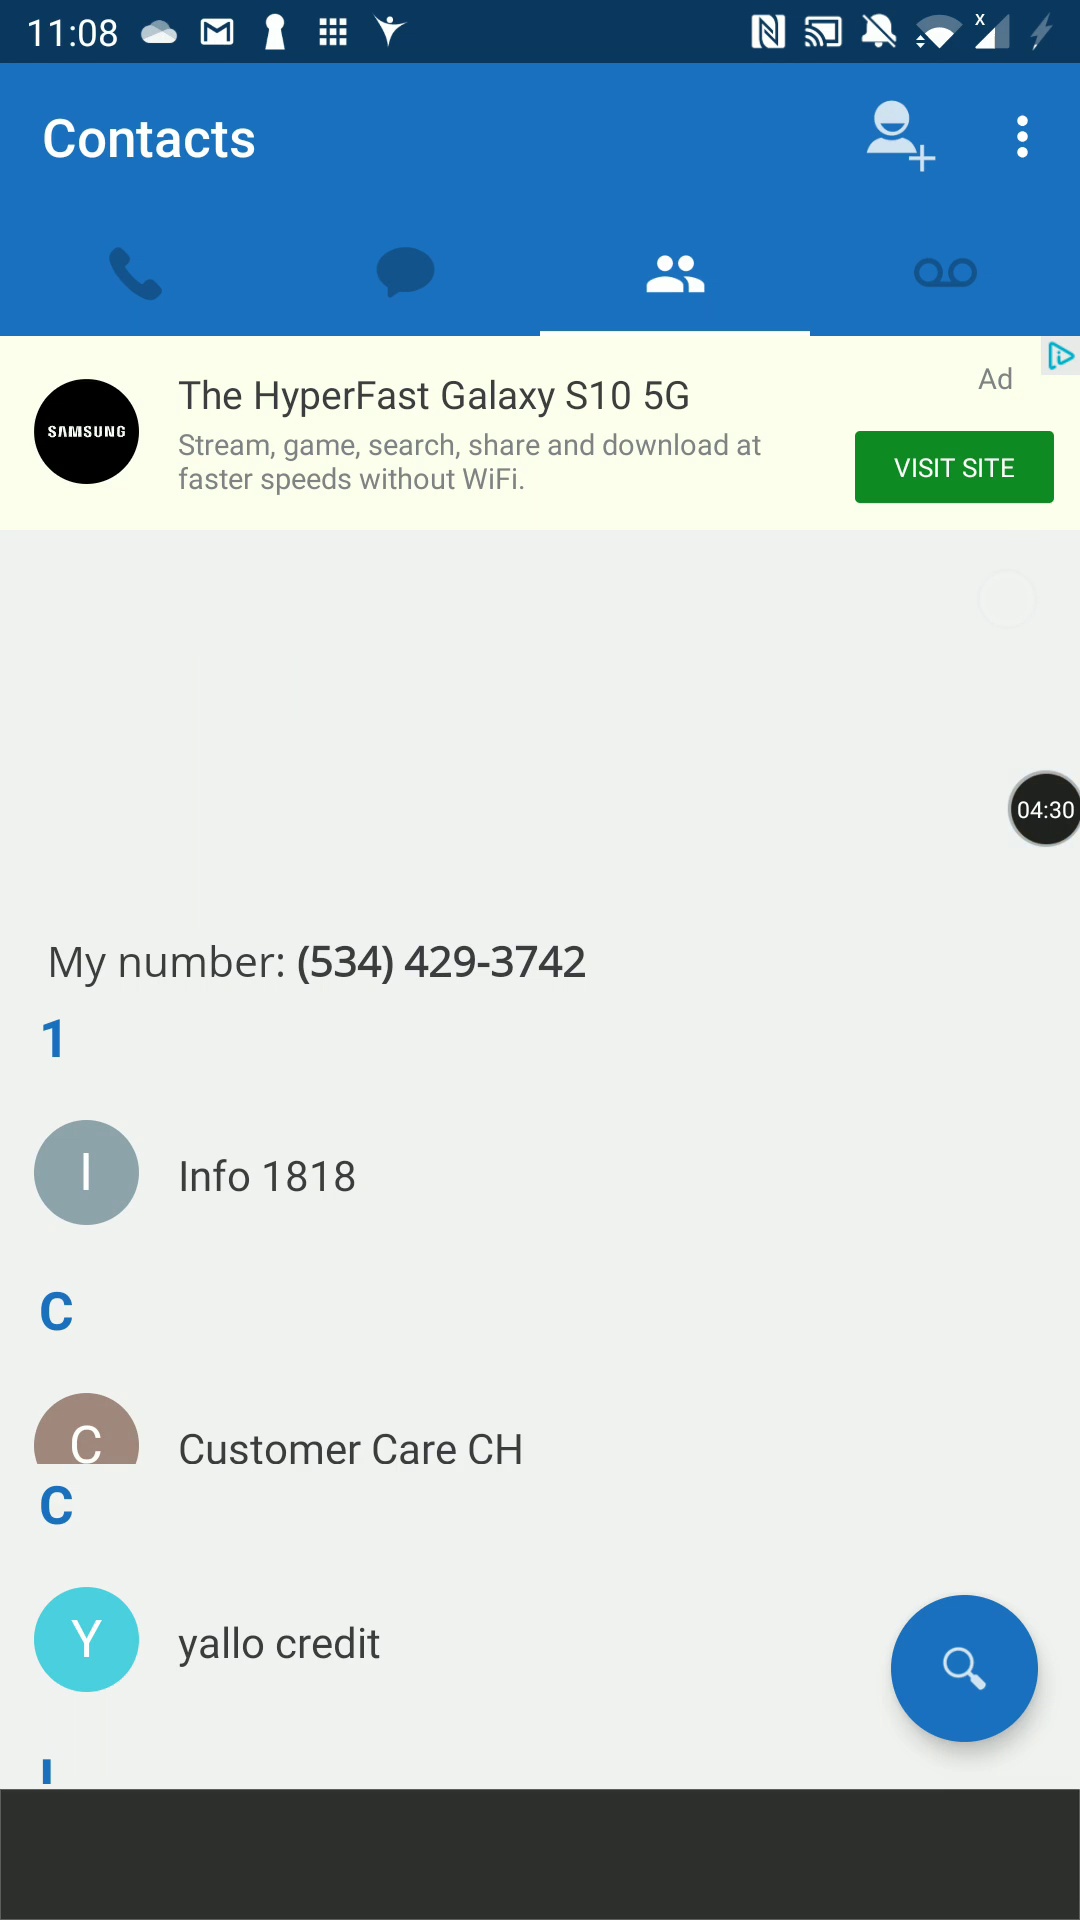 11:08
Contacts
SAMSUNG
The HyperFast Galaxy S10 5G
Stream, game, search, share and download at
faster speeds without WiFi.
Ad
VISIT SITE
04:30
My number: (534) 429-3742
1
I
Info 1818
C
C
Customer Care CH
C
Y
yallo credit